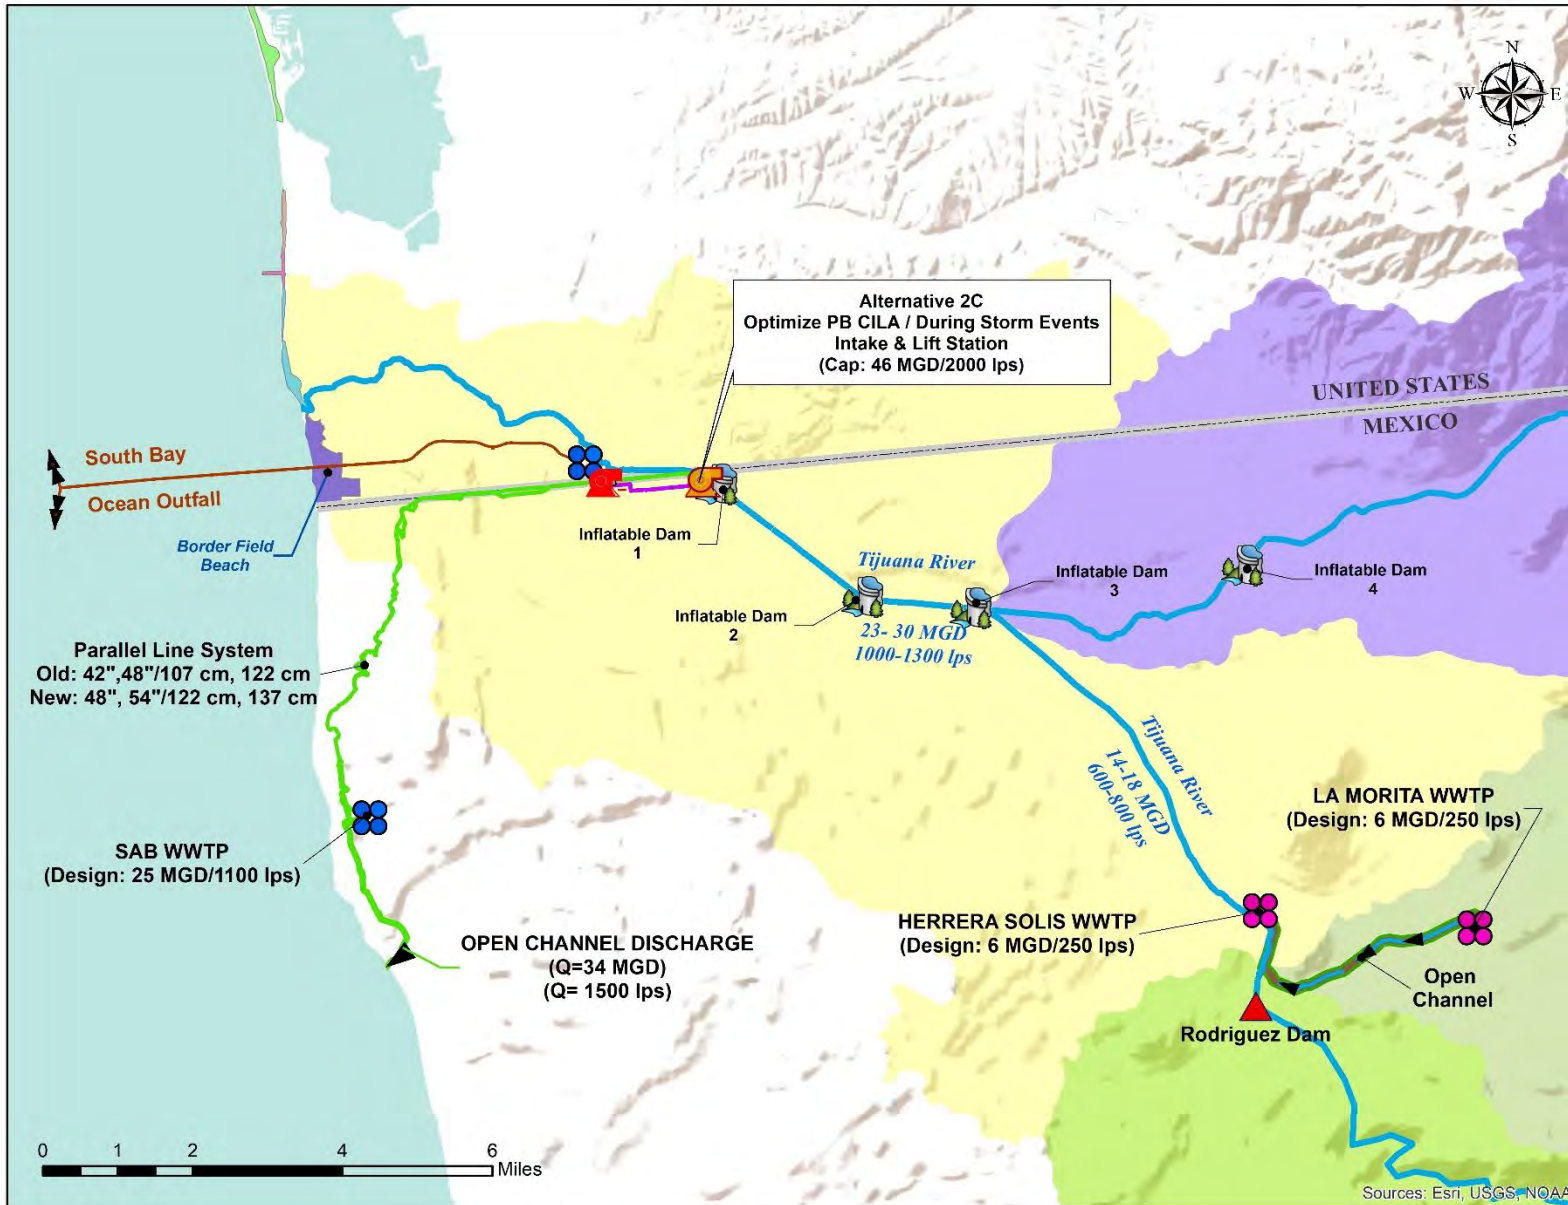 N
W E
S
Alternative 2C
Optimize PB CILA / During Storm Events
Intake & Lift Station
(Cap: 46 MGD/2000 lps)
UNITED STATES
MEXICO
South Bay
Ocean Outfall
Border Field
Beach
Inflatable Dam
1
Tijuana River
Inflatable Dam
3
Inflatable Dam
4
Inflatable Dam
2
23- 30 MGD
1000-1300 lps
Parallel Line System
Old: 42",48"/107 cm, 122 cm
New: 48", 54"/122 cm, 137 cm
Tijuana River
14-18 MGD
600-800 lps
LA MORITA WWTP
(Design: 6 MGD/250 lps)
SAB WWTP
(Design: 25 MGD/1100 lps)
HERRERA SOLIS WWTP
(Design: 6 MGD/250 lps)
OPEN CHANNEL DISCHARGE
(Q=34 MGD)
(Q= 1500 lps)
Open
Channel
Rodriguez Dam
0 1 2 4 6
Miles
Sources: Esri, USGS, NOAA